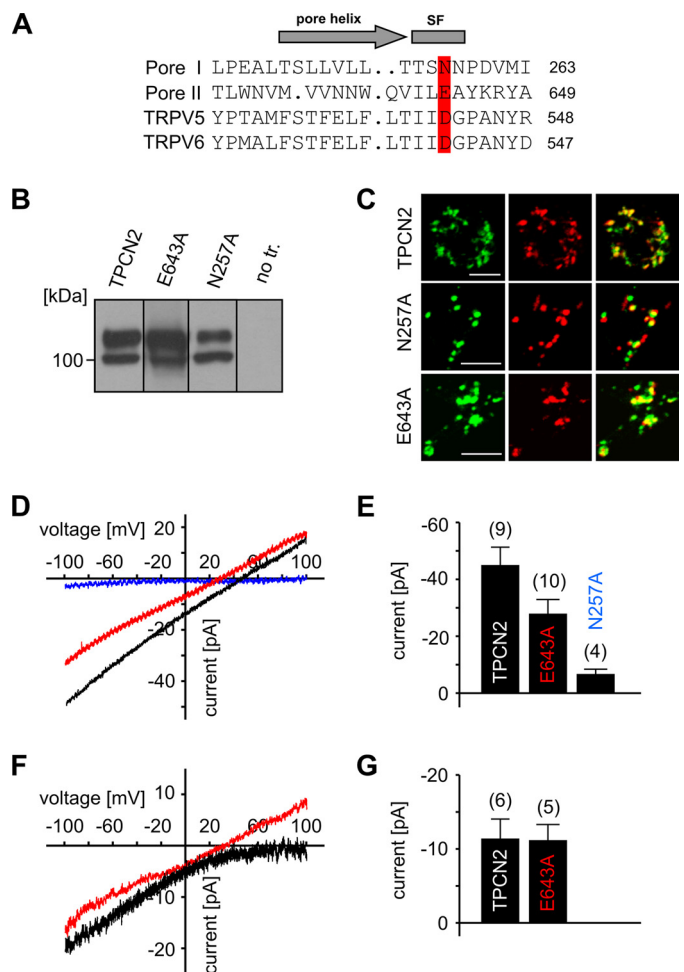 A
pore helix SF
Pore I LPEALTSLLVLL..TTSNNPDVMI 263
Pore II TLWNVM.VVNNW.QVILEAYKRYA 649
TRPV5 YPTAMFSTFELF.LTIIDGPANYR 548
TRPV6 YPMALFSTFELF.LTIIDGPANYD 547
B
TPCN2 E643A N257A no tr.
[kDa]
100
C
TPCN2
N257A
E643A
D
voltage [mV]
-100 -60 -20 20 60 100
20
-20
-40
current [pA]
E
current [pA]
-60
-40
-20
0
(9) (10) (4)
TPCN2 E643A N257A
F
voltage [mV]
-100 -60 -20 20 60 100
10
-10
-20
current [pA]
G
current [pA]
-20
-10
0
(6) (5)
TPCN2 E643A